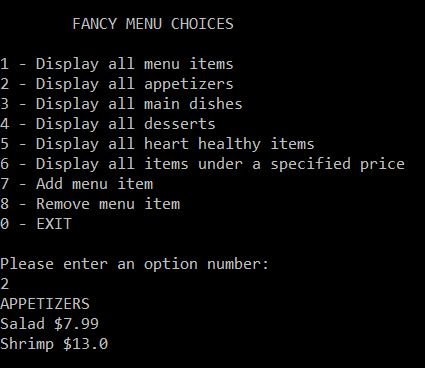 FANCY MENU CHOICES
1 - Display all menu items
2 - Display all appetizers
3 - Display all main dishes
4 - Display all desserts
5 - Display all heart healthy items
6 - Display all items under a specified price
7 - Add menu item
8 - Remove menu item
0 - EXIT
Please enter an option number:
2
APPETIZERS
Salad $7.99
Shrimp $13.0